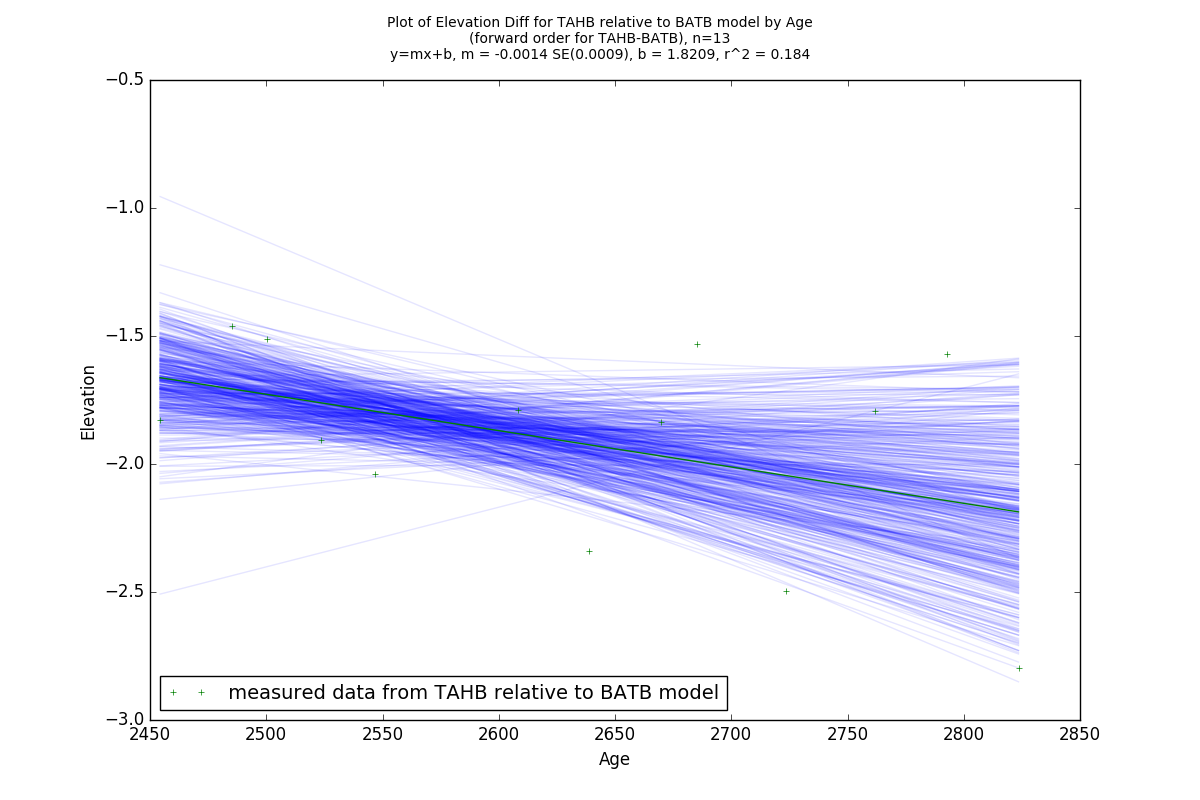 Plot of Elevation Diff for TAHB relative to BATB model by Age
(forward order for TAHB-BATB), n=13
y=mx+b, m = -0.0014 SE(0.0009), b = 1.8209, r^2 = 0.184
−0.5
−1.0
−1.5
−2.0
−2.5
−3.0
Elevation
measured data from TAHB relative to BATB model
2450 2500 2550 2600 2650 2700 2750 2800 2850
Age